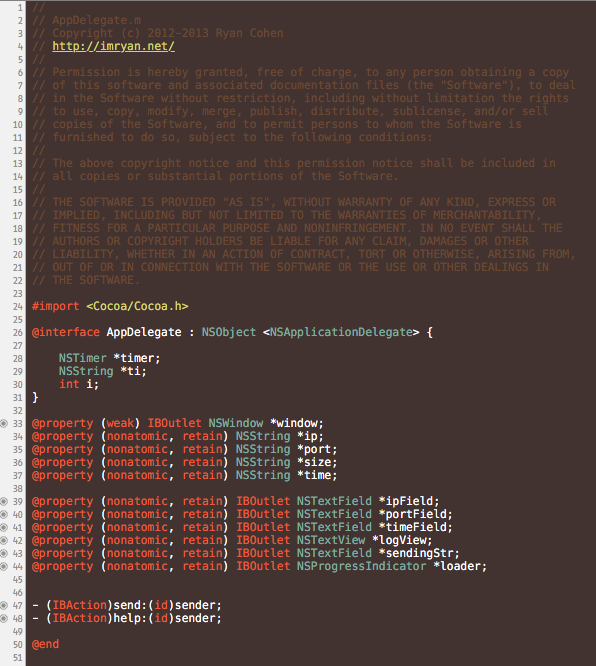 1 //
2 // AppDelegate.m
3 // Copyright (c) 2012-2013 Ryan Cohen
4 // http://imryan.net/
5 //
6 // Permission is hereby granted, free of charge, to any person obtaining a copy
7 // of this software and associated documentation files (the "Software"), to deal
8 // in the Software without restriction, including without limitation the rights
9 // to use, copy, modify, merge, publish, distribute, sublicense, and/or sell
10 // copies of the Software, and to permit persons to whom the Software is
11 // furnished to do so, subject to the following conditions:
12 //
13 // The above copyright notice and this permission notice shall be included in
14 // all copies or substantial portions of the Software.
15 //
16 // THE SOFTWARE IS PROVIDED "AS IS", WITHOUT WARRANTY OF ANY KIND, EXPRESS OR
17 // IMPLIED, INCLUDING BUT NOT LIMITED TO THE WARRANTIES OF MERCHANTABILITY,
18 // FITNESS FOR A PARTICULAR PURPOSE AND NONINFRINGEMENT. IN NO EVENT SHALL THE
19 // AUTHORS OR COPYRIGHT HOLDERS BE LIABLE FOR ANY CLAIM, DAMAGES OR OTHER
20 // LIABILITY, WHETHER IN AN ACTION OF CONTRACT, TORT OR OTHERWISE, ARISING FROM,
21 // OUT OF OR IN CONNECTION WITH THE SOFTWARE OR THE USE OR OTHER DEALINGS IN
22 // THE SOFTWARE.
23
24 #import <Cocoa/Cocoa.h>
25
26 @interface AppDelegate : NSObject <NSApplicationDelegate> {
27
28 NSTimer *timer;
29 NSString *ti;
30 int i;
31 }
32
33 @property (weak) IBOutlet NSWindow *window;
34 @property (nonatomic, retain) NSString *ip;
35 @property (nonatomic, retain) NSString *port;
36 @property (nonatomic, retain) NSString *size;
37 @property (nonatomic, retain) NSString *time;
38
39 @property (nonatomic, retain) IBOutlet NSTextField *ipField;
40 @property (nonatomic, retain) IBOutlet NSTextField *portField;
41 @property (nonatomic, retain) IBOutlet NSTextField *timeField;
42 @property (nonatomic, retain) IBOutlet NSTextView *logView;
43 @property (nonatomic, retain) IBOutlet NSTextField *sendingStr;
44 @property (nonatomic, retain) IBOutlet NSProgressIndicator *loader;
45
46
47 - (IBAction)send:(id)sender;
48 - (IBAction)help:(id)sender;
49
50 @end
51